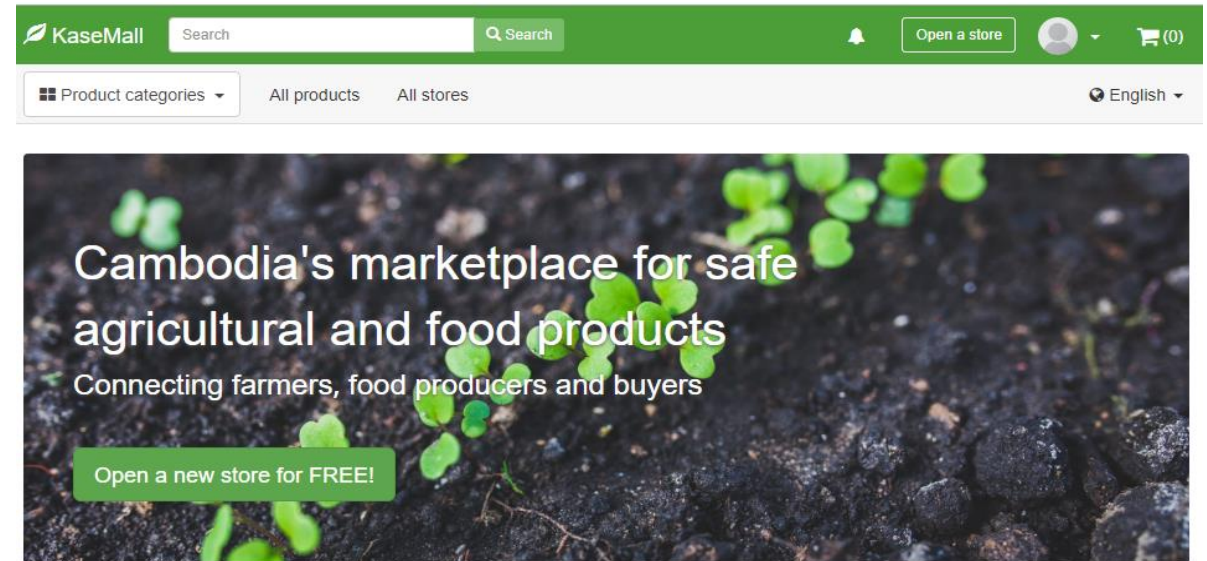 KaseMall
Search
Search
Open a store
(0)
Product categories
All products
All stores
English
Cambodia's marketplace for safe
agricultural and food products
Connecting farmers, food producers and buyers
Open a new store for FREE!